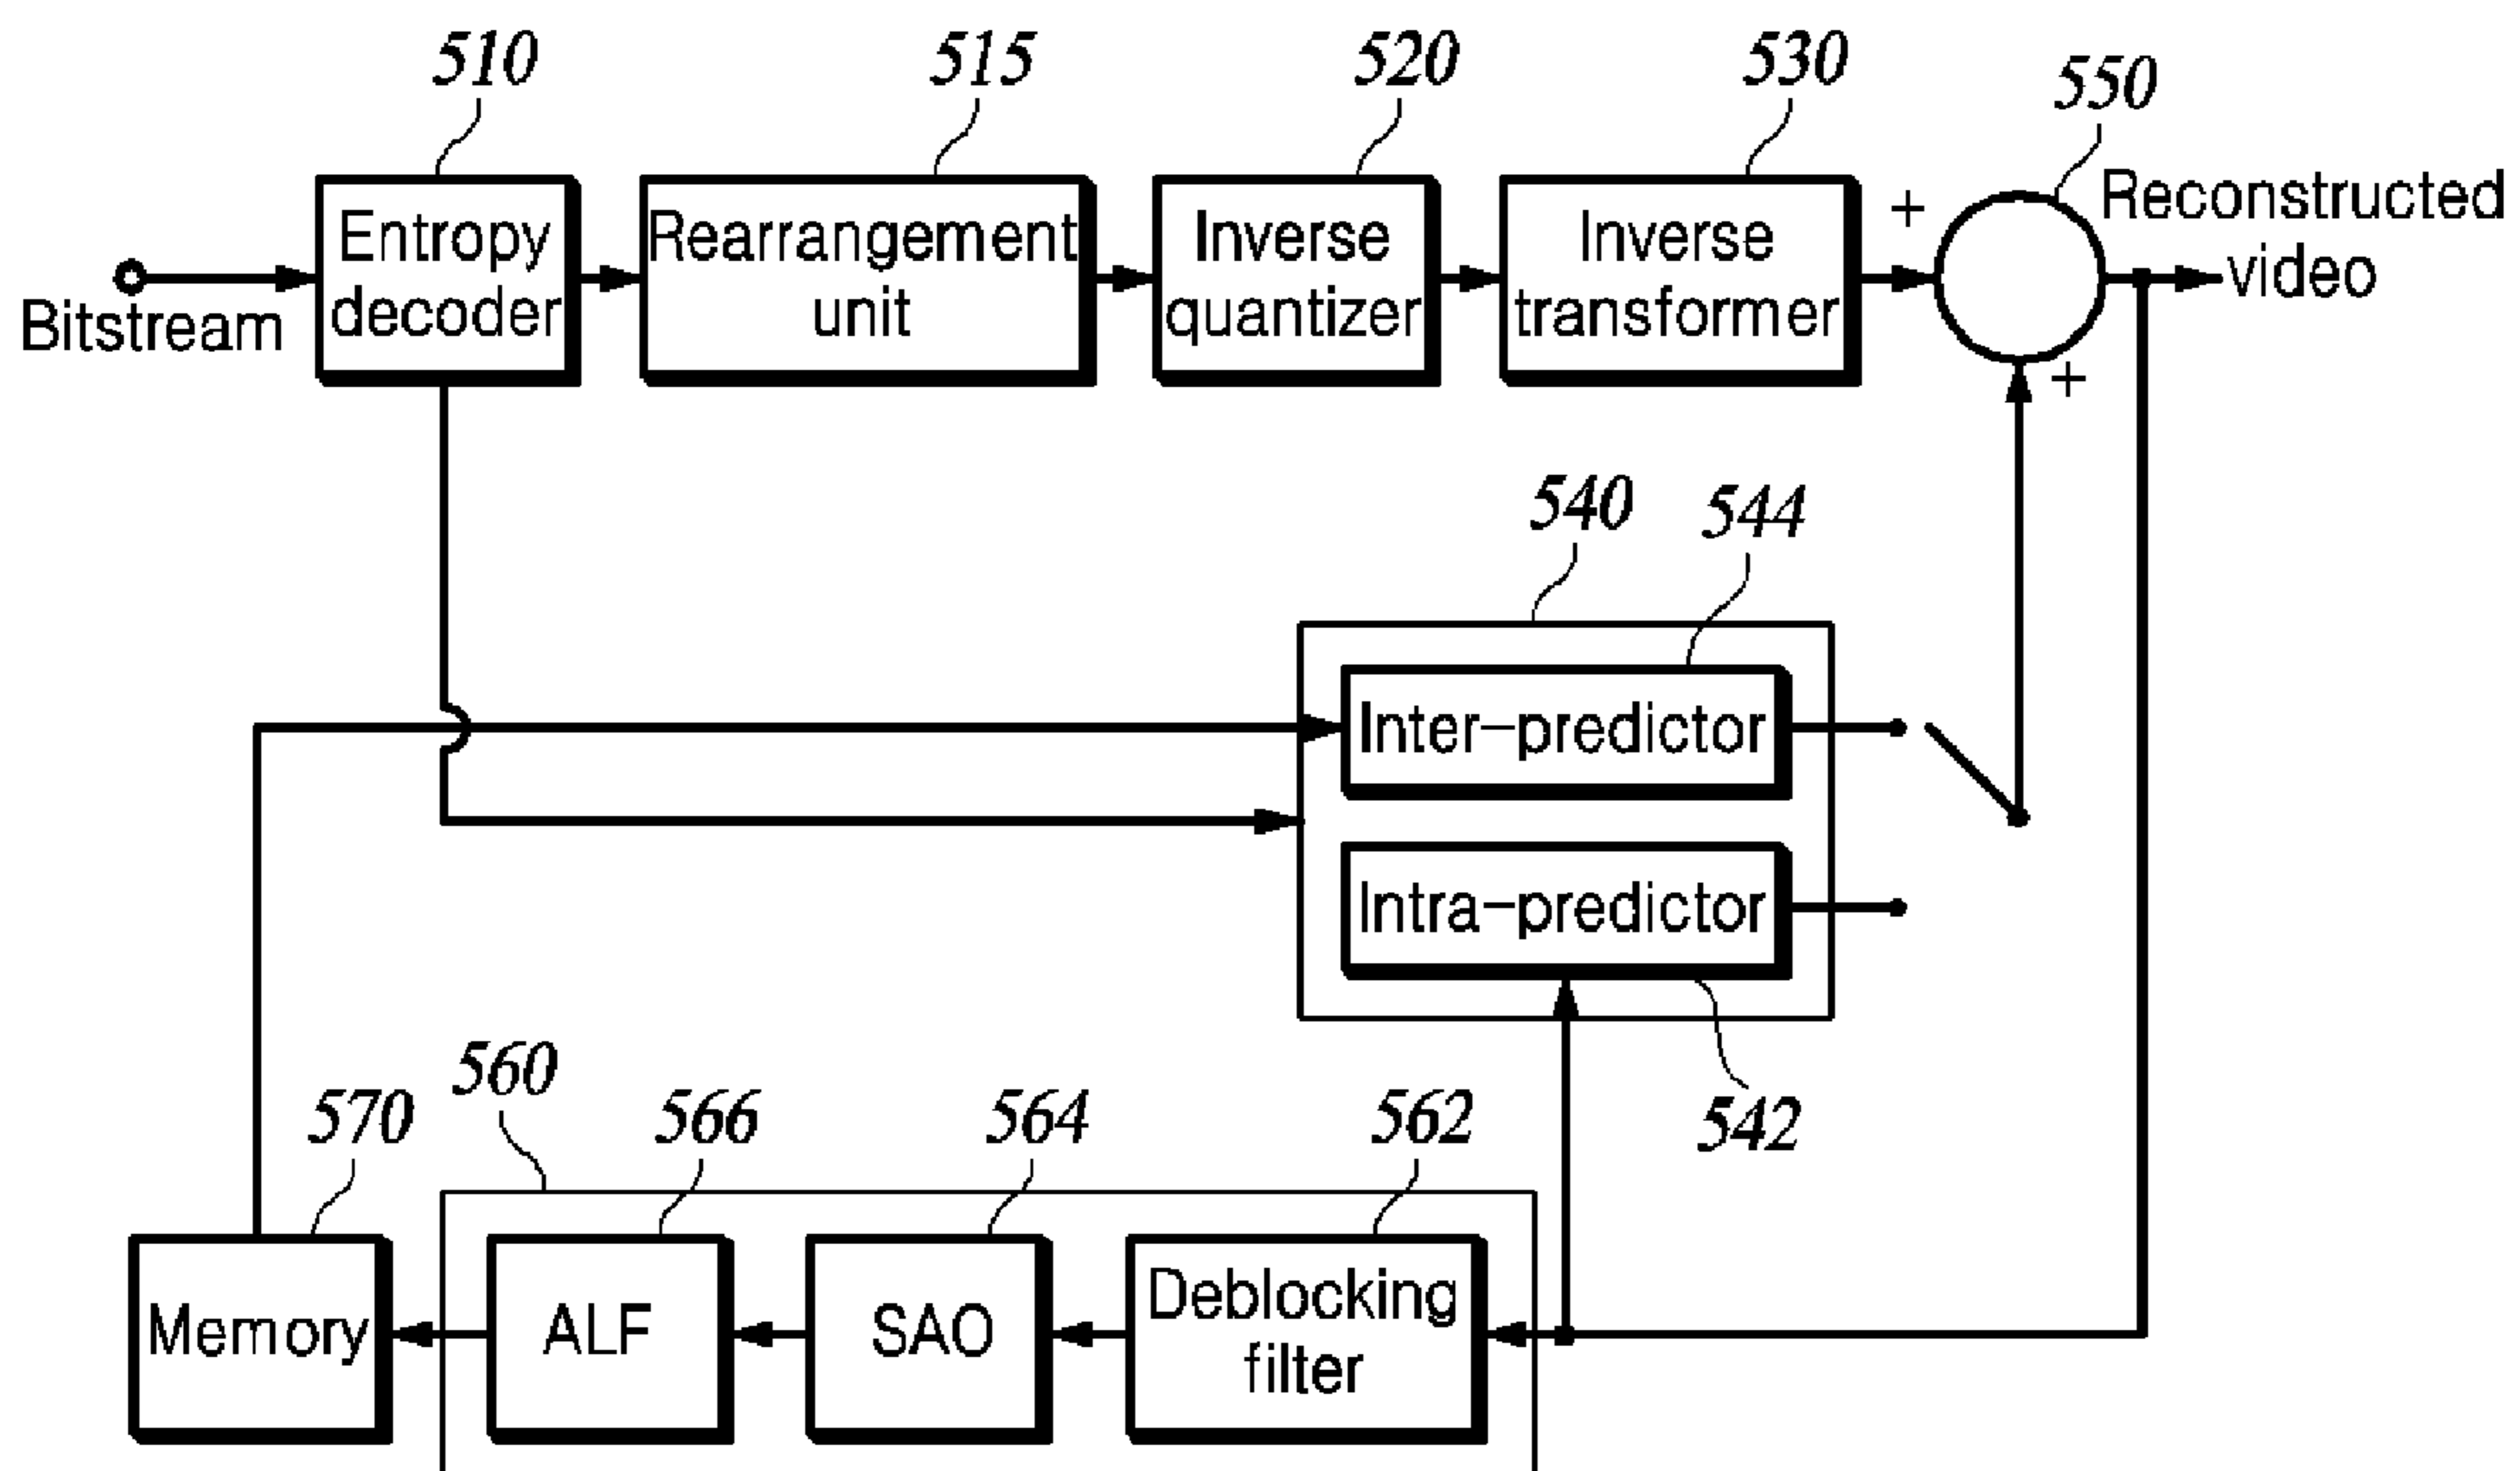 510
515
520
530
550
Entropy
decoder
Rearrangement
unit
Inverse
quantizer
Inverse
transformer
+
+
Reconstructed
video
Bitstream
540
544
Inter-predictor
Intra-predictor
542
560
570
566
564
562
Memory
ALF
SAO
Deblocking
filter